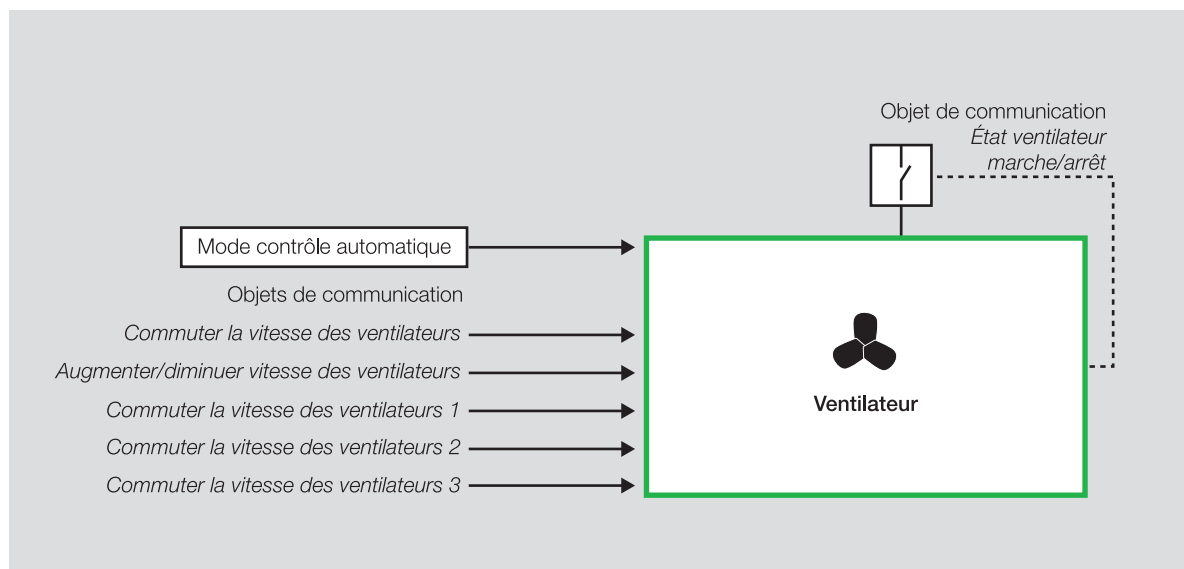 Objet de communication
État ventilateur
marche/arrêt
Mode contrôle automatique
Objets de communication
Commuter la vitesse des ventilateurs
Augmenter/diminuer vitesse des ventilateurs
Commuter la vitesse des ventilateurs 1
Commuter la vitesse des ventilateurs 2
Commuter la vitesse des ventilateurs 3
Ventilateur